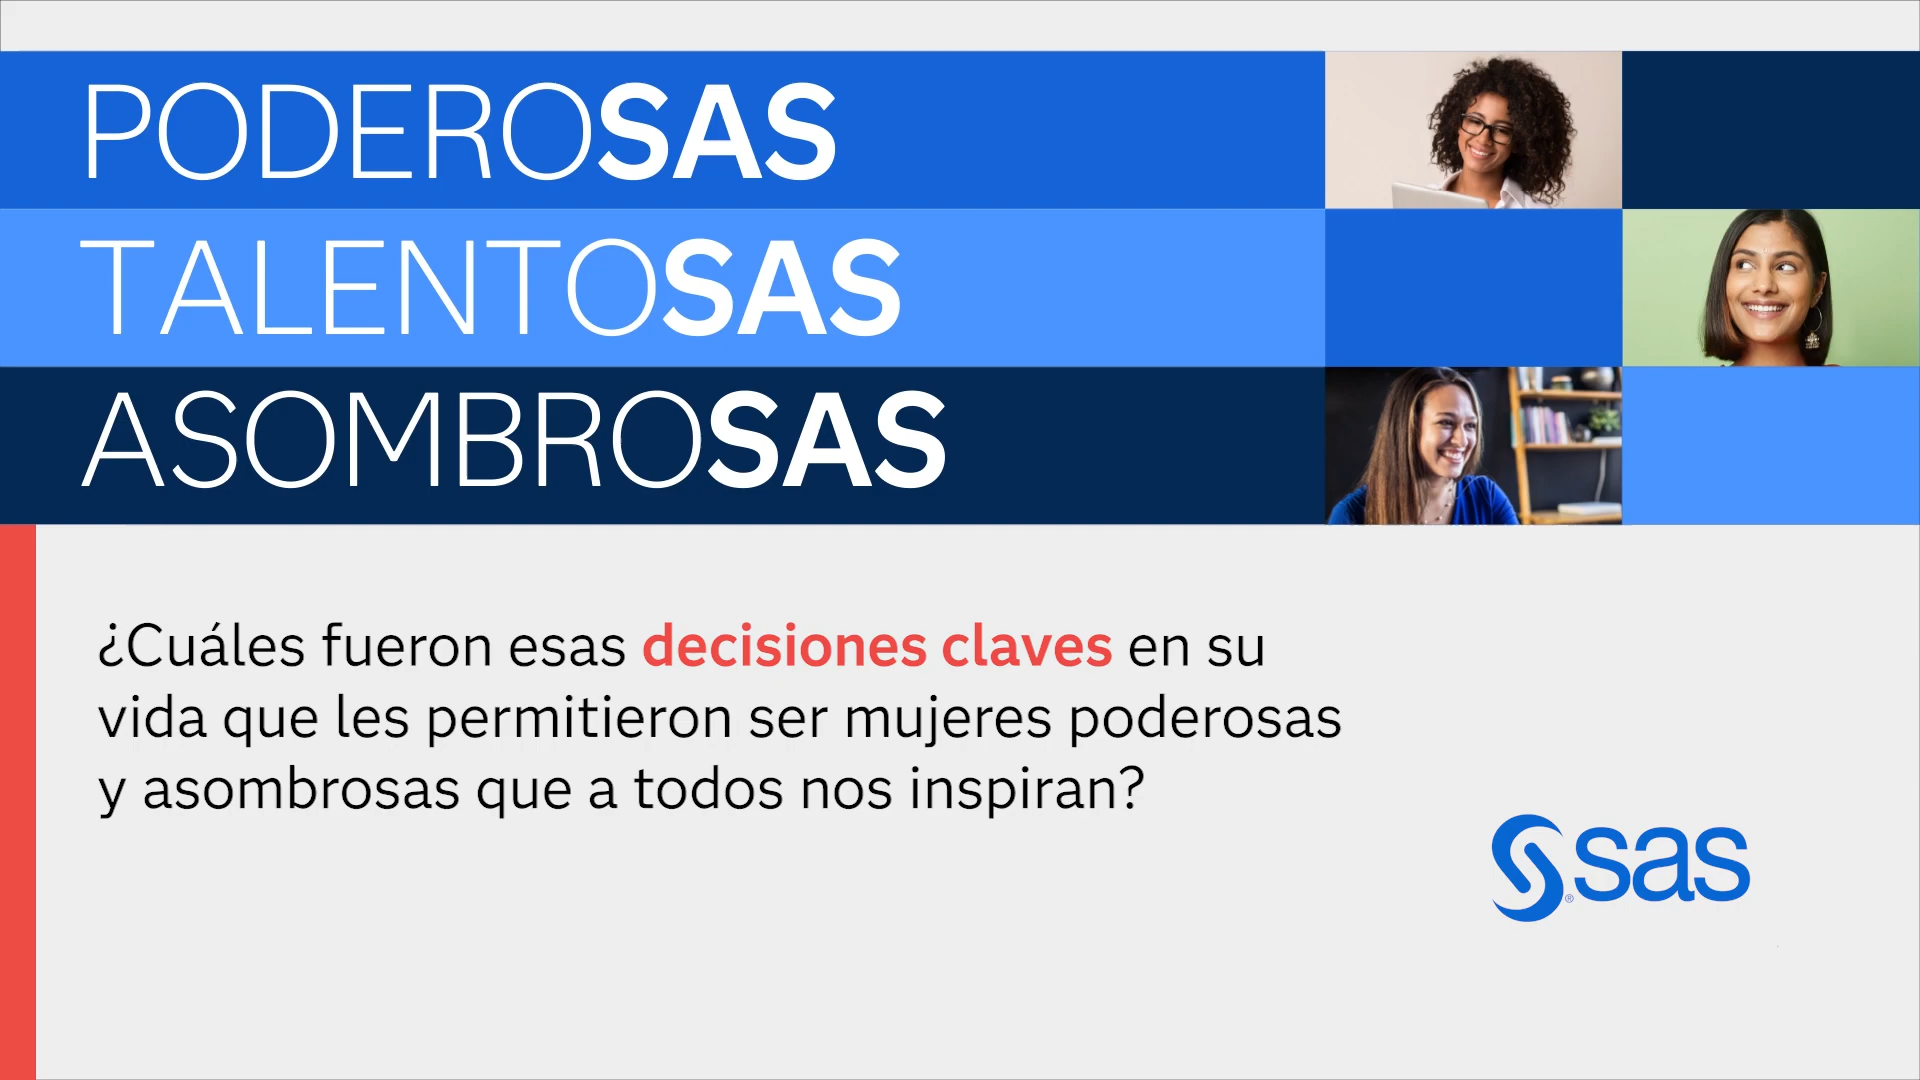 PODEROSAS
TALENTOSAS
ASOMBROSAS
¿Cuáles fueron esas decisiones claves en su
vida que les permitieron ser mujeres poderosas
y asombrosas que a todos nos inspiran?
sas